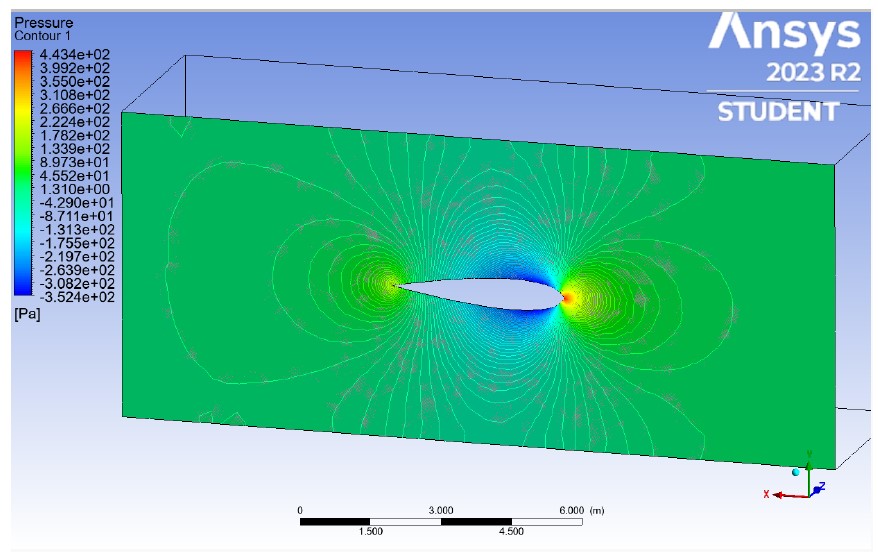 Pressure
Contour 1
4.434e+02
3.992e+02
3.550e+02
3.108e+02
2.666e+02
2.224e+02
1.782e+02
1.339e+02
8.973e+01
4.552e+01
1.310e+00
-4.290e+01
-8.711e+01
-1.313e+02
-1.755e+02
-2.197e+02
-2.639e+02
-3.082e+02
-3.524e+02
[Pa]
Ansys
2023 R2
STUDENT
Y
X
Z
0 3.000 6.000 (m)
1.500 4.500